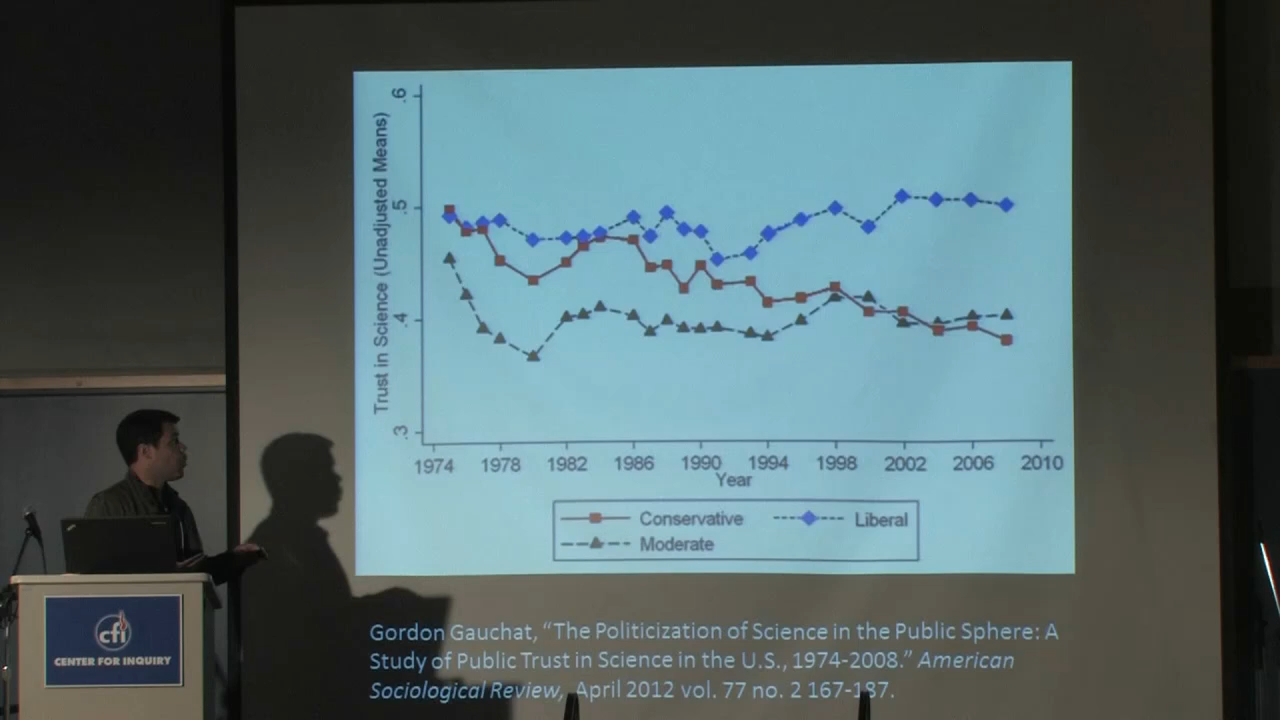 .6
.5
.4
.3
Trust in Science (Unadjusted Means)
1974 1978 1982 1986 1990 1994 1998 2002 2006 2010
Year
Conservative Liberal
Moderate
Gordon Gauchat, “The Politicization of Science in the Public Sphere: A
Study of Public Trust in Science in the U.S., 1974-2008.” American
Sociological Review, April 2012 vol. 77 no. 2 167-187.
cfi
CENTER FOR INQUIRY